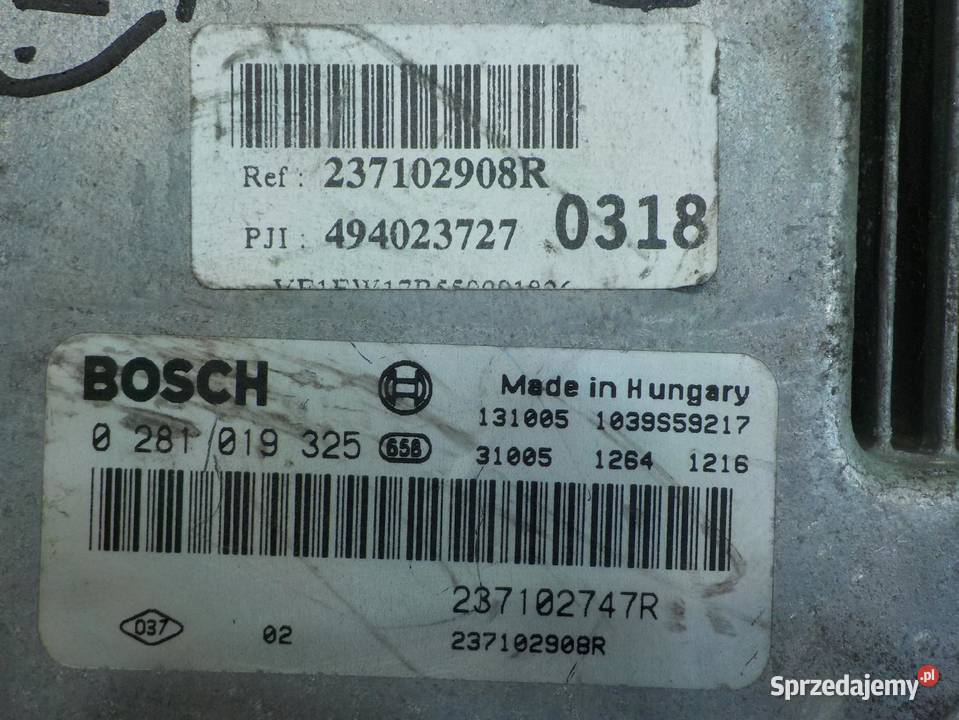 Ref : 237102908R
PJI : 494023727 0318
BOSCH
Made in Hungary
131005 1039S59217
0 281 019 325 658
31005 1264 1216
237102747R
037 02 237102908R
Sprzedajemy.pl